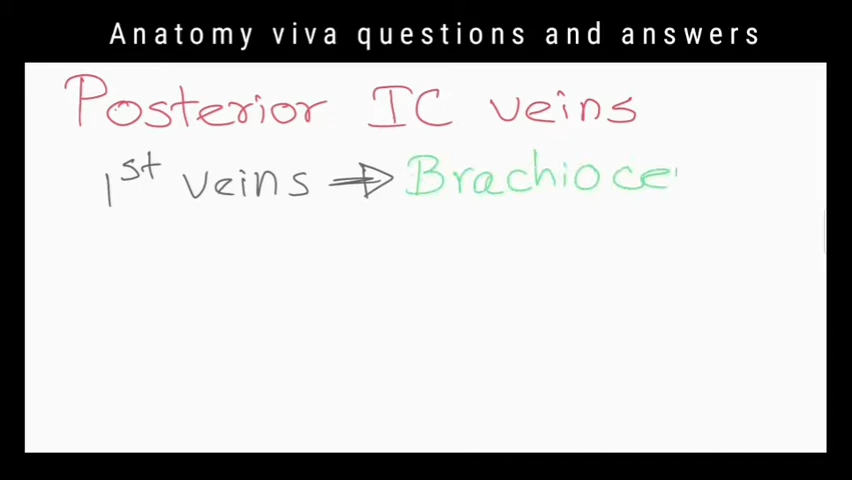 Anatomy viva questions and answers
Posterior IC veins
1st veins ⇒ Brachioce